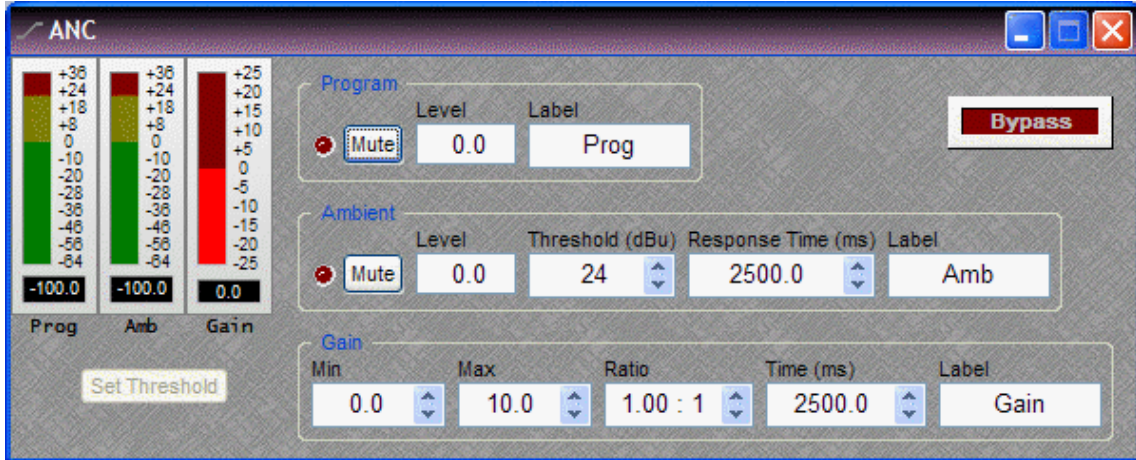 ANC
+36 +36 +25
+24 +24 +20
+18 +18 +15
+8 +8 +10
0 0 +5
-10 -10 0
-20 -20 -5
-28 -28 -10
-36 -36 -15
-46 -46 -20
-56 -56 -25
-64 -64
-100.0 -100.0 0.0
Prog Amb Gain
Set Threshold
Program
Level Label
Mute 0.0 Prog
Bypass
Ambient
Level Threshold (dBu) Response Time (ms) Label
Mute 0.0 24 2500.0 Amb
Gain
Min Max Ratio Time (ms) Label
0.0 10.0 1.00 : 1 2500.0 Gain